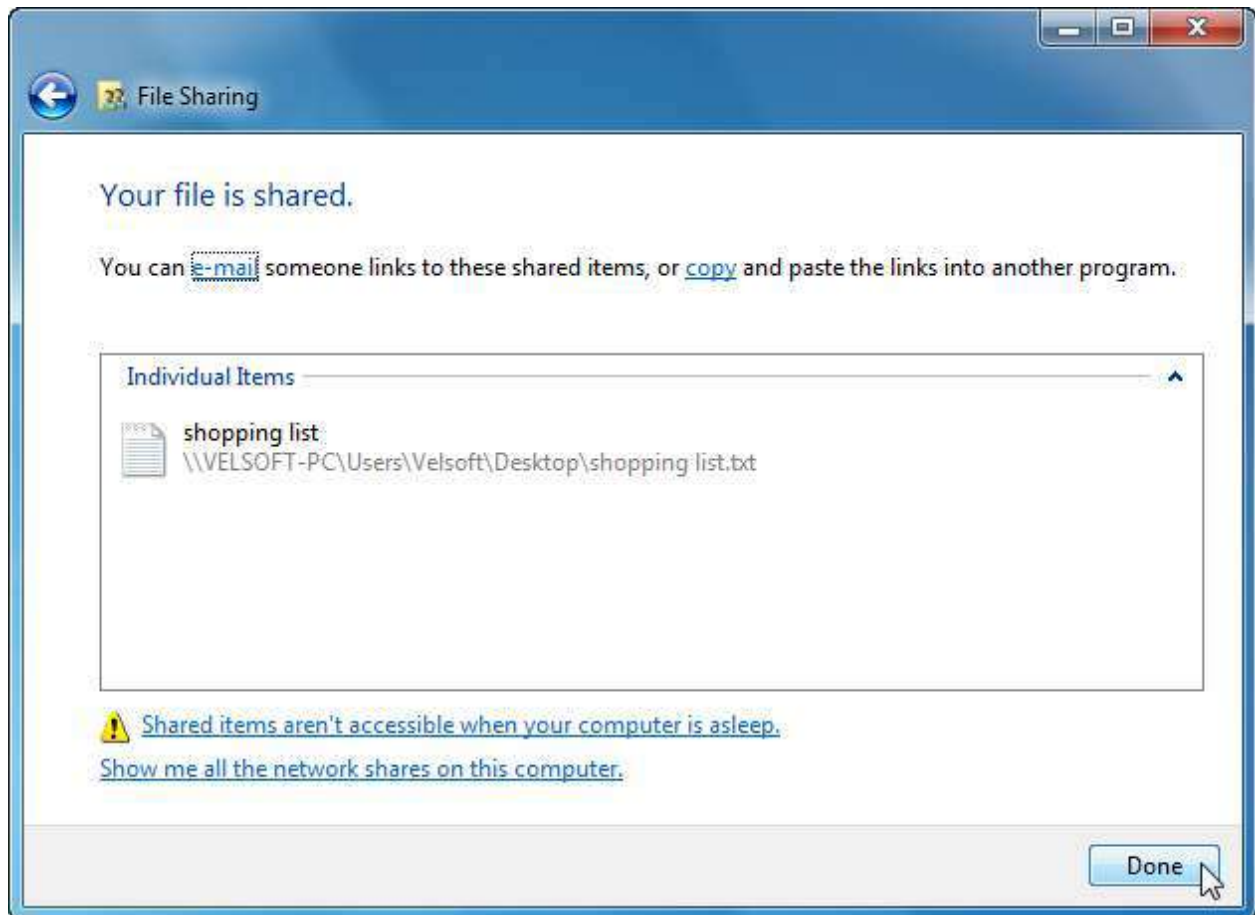 File Sharing
Your file is shared.
You can e-mail someone links to these shared items, or copy and paste the links into another program.
Individual Items
shopping list
\\VELSOFT-PC\Users\Velsoft\Desktop\shopping list.txt
Shared items aren't accessible when your computer is asleep.
Show me all the network shares on this computer.
Done